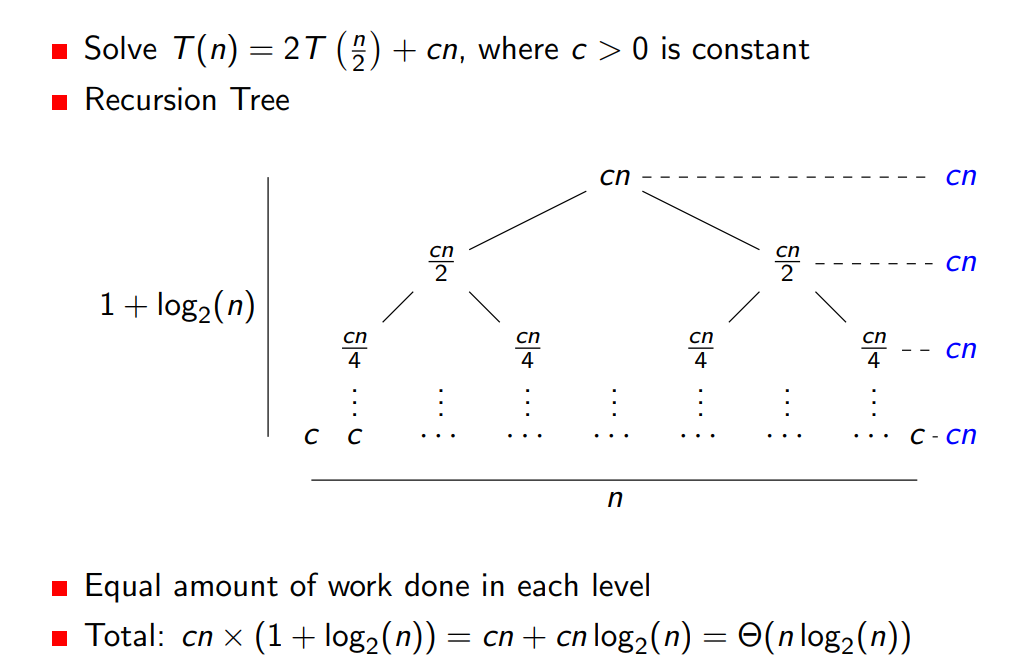 Solve T(n) = 2T(n/2) + cn, where c > 0 is constant
Recursion Tree
cn cn
cn/2 cn/2 cn
1 + log₂(n)
cn/4 cn/4 cn/4 cn/4 cn
⋮ ⋮ ⋮ ⋮ ⋮ ⋮ ⋮
c c ⋯ ⋯ ⋯ ⋯ ⋯ ⋯ c cn
n
Equal amount of work done in each level
Total: cn × (1 + log₂(n)) = cn + cn log₂(n) = Θ(n log₂(n))